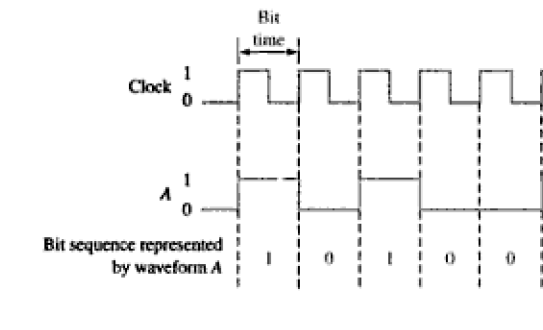 Bit
time
Clock 1
0
A 1
0
Bit sequence represented
by waveform A
1 0 1 0 0